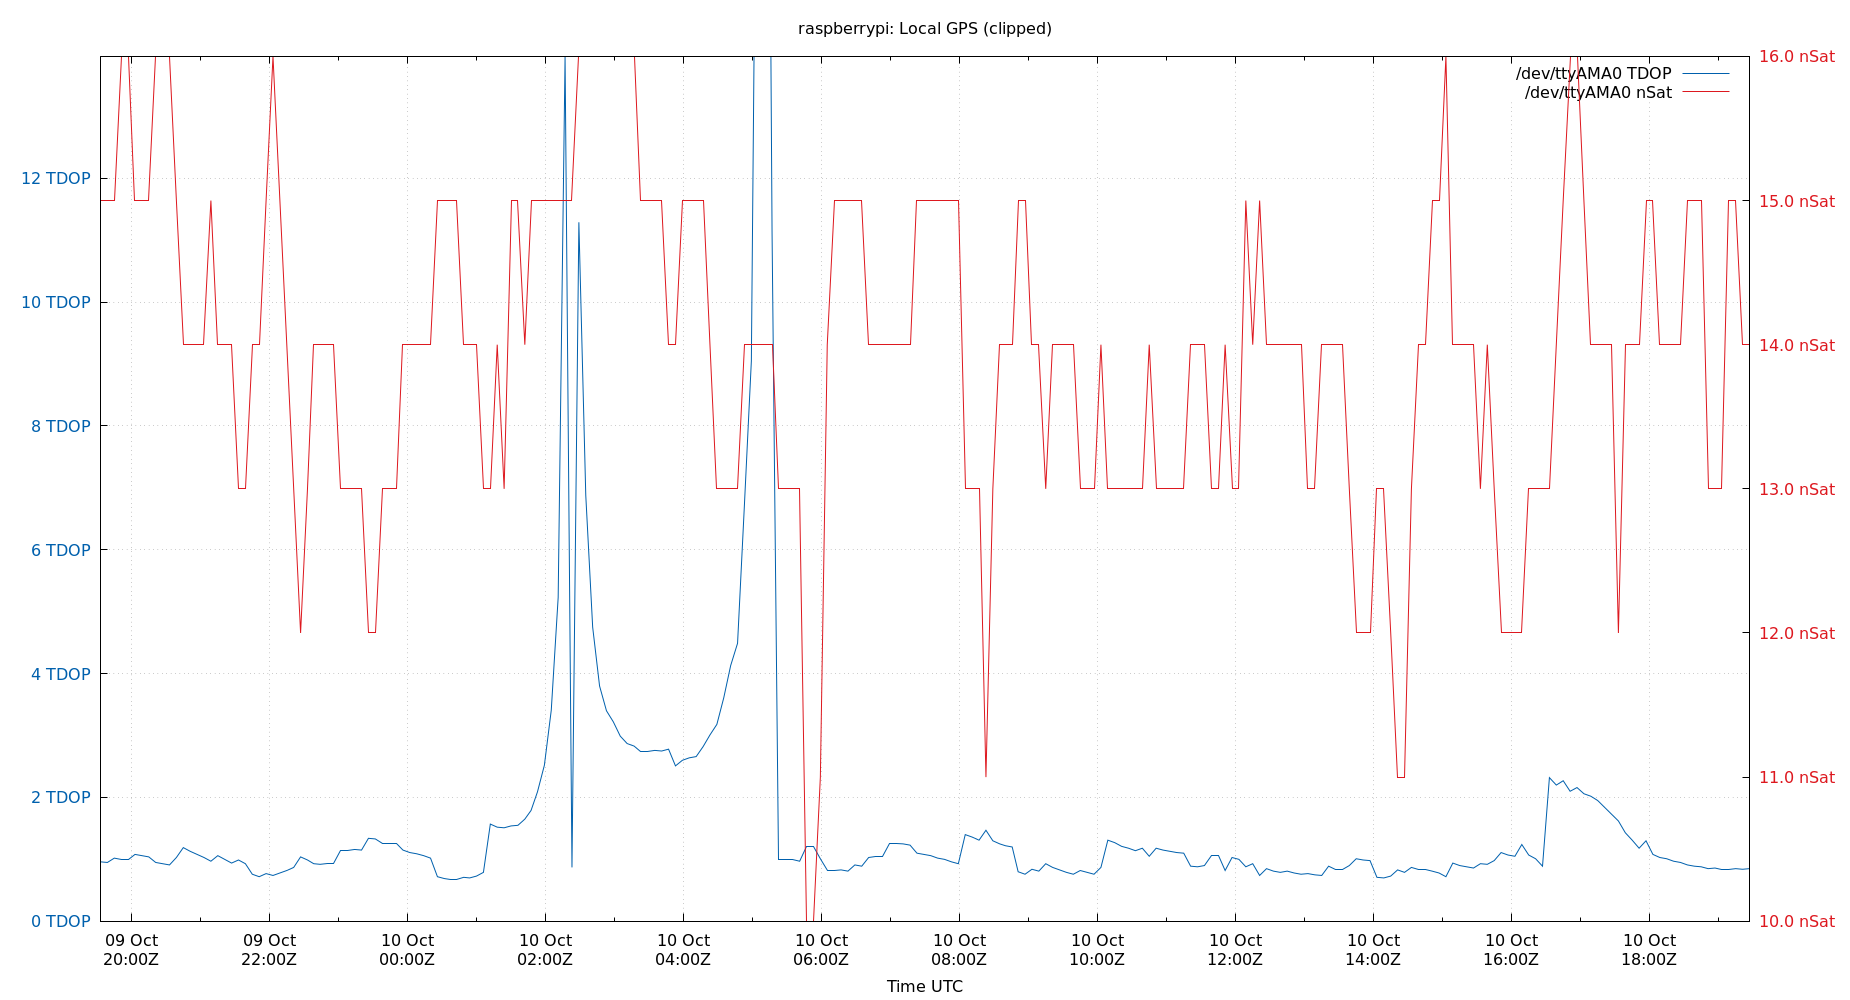 raspberrypi: Local GPS (clipped)
16.0 nSat
/dev/ttyAMA0 TDOP
/dev/ttyAMA0 nSat
12 TDOP
15.0 nSat
10 TDOP
14.0 nSat
8 TDOP
13.0 nSat
6 TDOP
12.0 nSat
4 TDOP
11.0 nSat
2 TDOP
0 TDOP
10.0 nSat
09 Oct 09 Oct 10 Oct 10 Oct 10 Oct 10 Oct 10 Oct 10 Oct 10 Oct 10 Oct 10 Oct 10 Oct
20:00Z 22:00Z 00:00Z 02:00Z 04:00Z 06:00Z 08:00Z 10:00Z 12:00Z 14:00Z 16:00Z 18:00Z
Time UTC